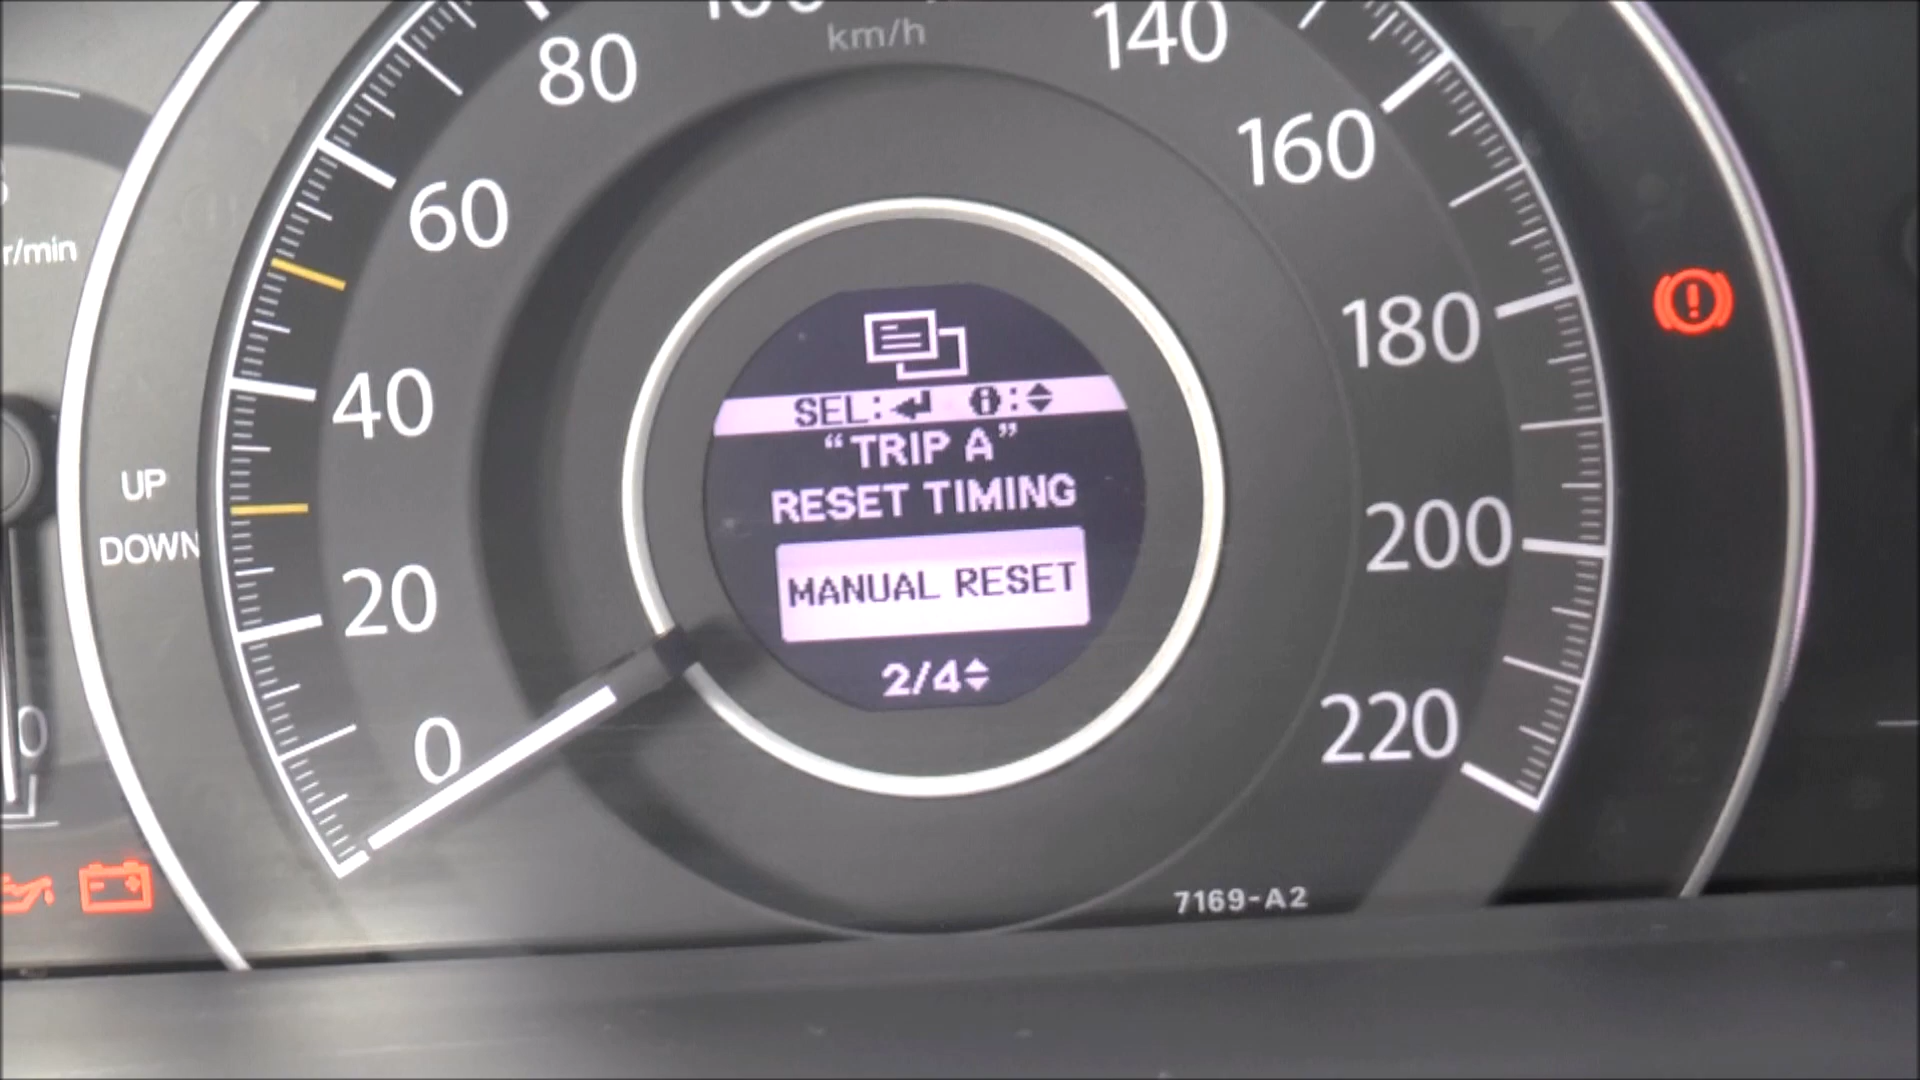 km/h
80
140
60
160
r/min
40
180
UP
DOWN
20
200
0
220
SEL:
“TRIP A”
RESET TIMING
MANUAL RESET
2/4
7169-A2
0